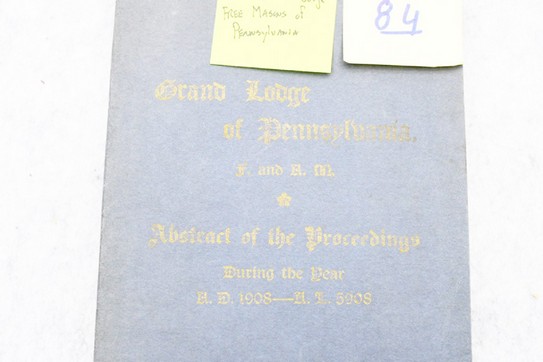 Free Masons of
Pennsylvania
84
Grand Lodge
of Pennsylvania,
F. and A. M.
Abstract of the Proceedings
During the Year
A. D. 1908—A. L. 5908